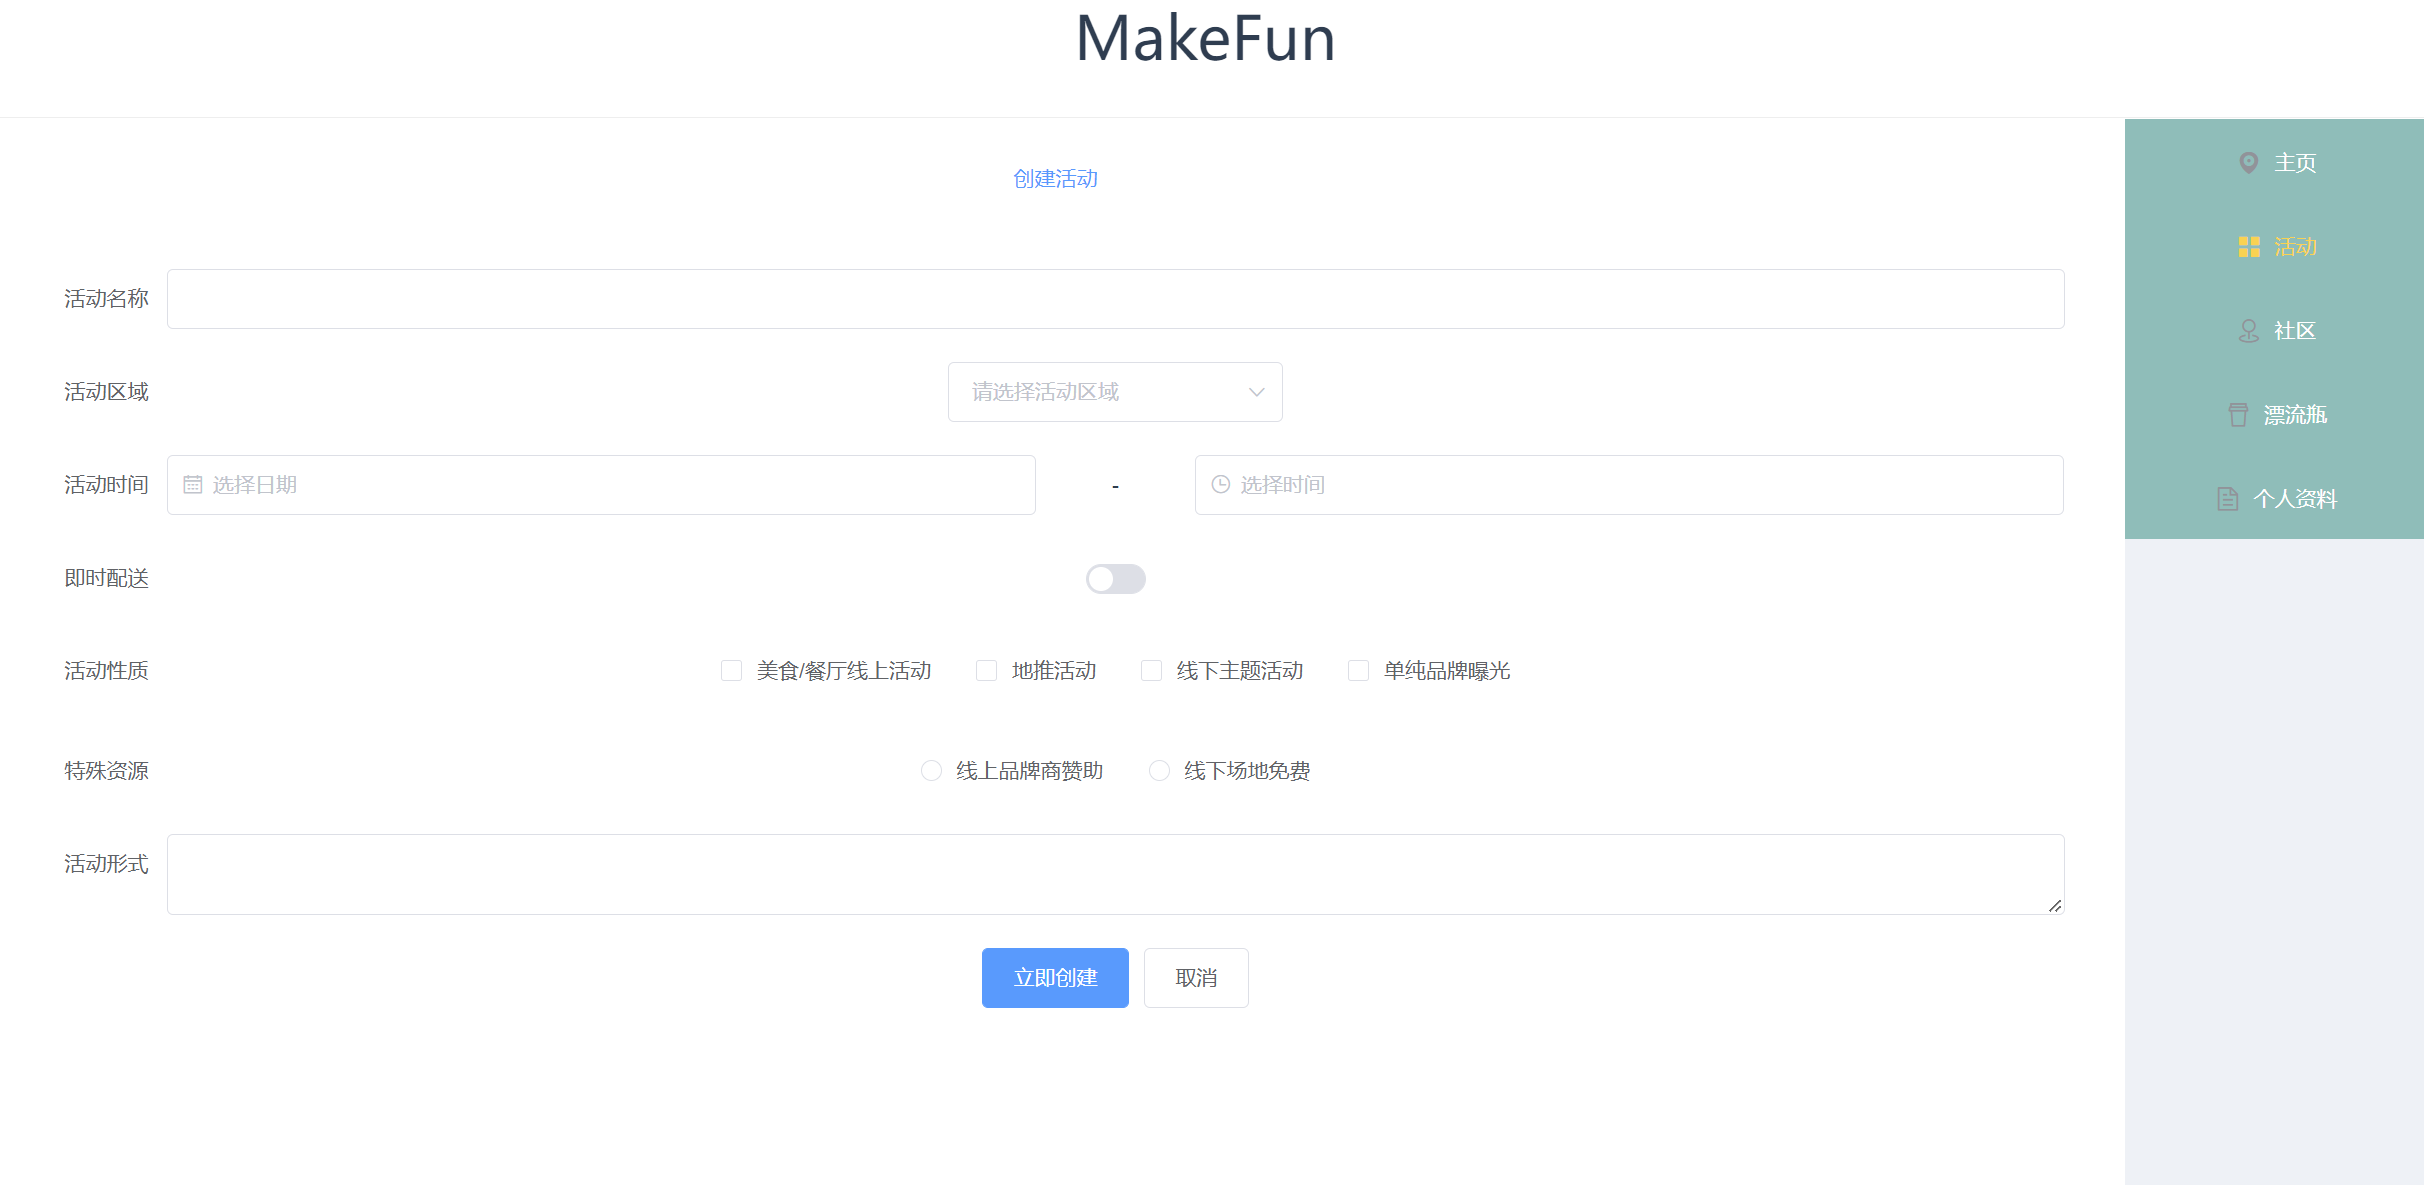 MakeFun
创建活动
活动名称
活动区域 请选择活动区域
活动时间 选择日期 - 选择时间
即时配送
活动性质 美食/餐厅线上活动 地推活动 线下主题活动 单纯品牌曝光
特殊资源 线上品牌商赞助 线下场地免费
活动形式
立即创建 取消
主页
活动
社区
漂流瓶
个人资料